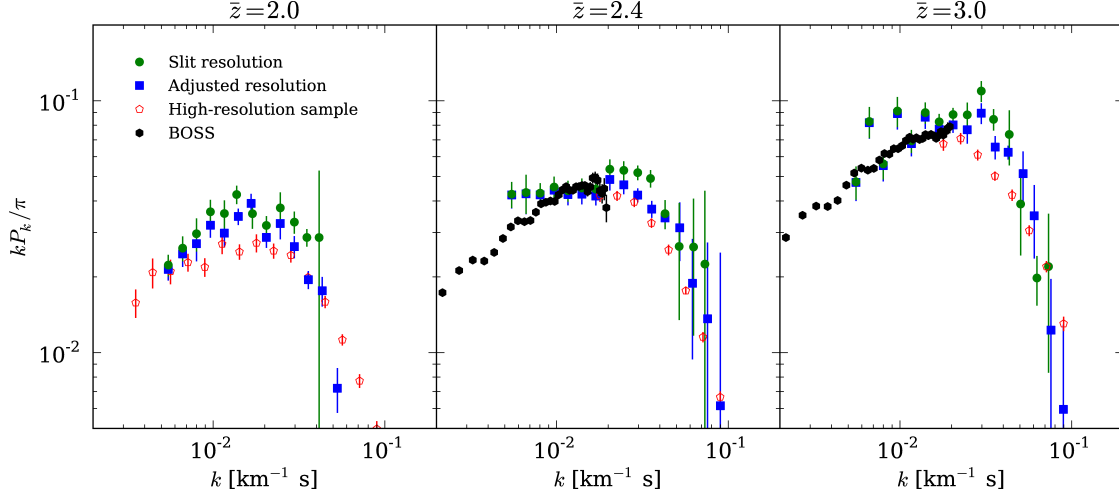 z̄=2.0 z̄=2.4 z̄=3.0
Slit resolution
Adjusted resolution
High-resolution sample
BOSS
kPₖ/π
10⁻¹
10⁻²
10⁻² 10⁻¹ 10⁻² 10⁻¹ 10⁻² 10⁻¹
k [km⁻¹ s] k [km⁻¹ s] k [km⁻¹ s]